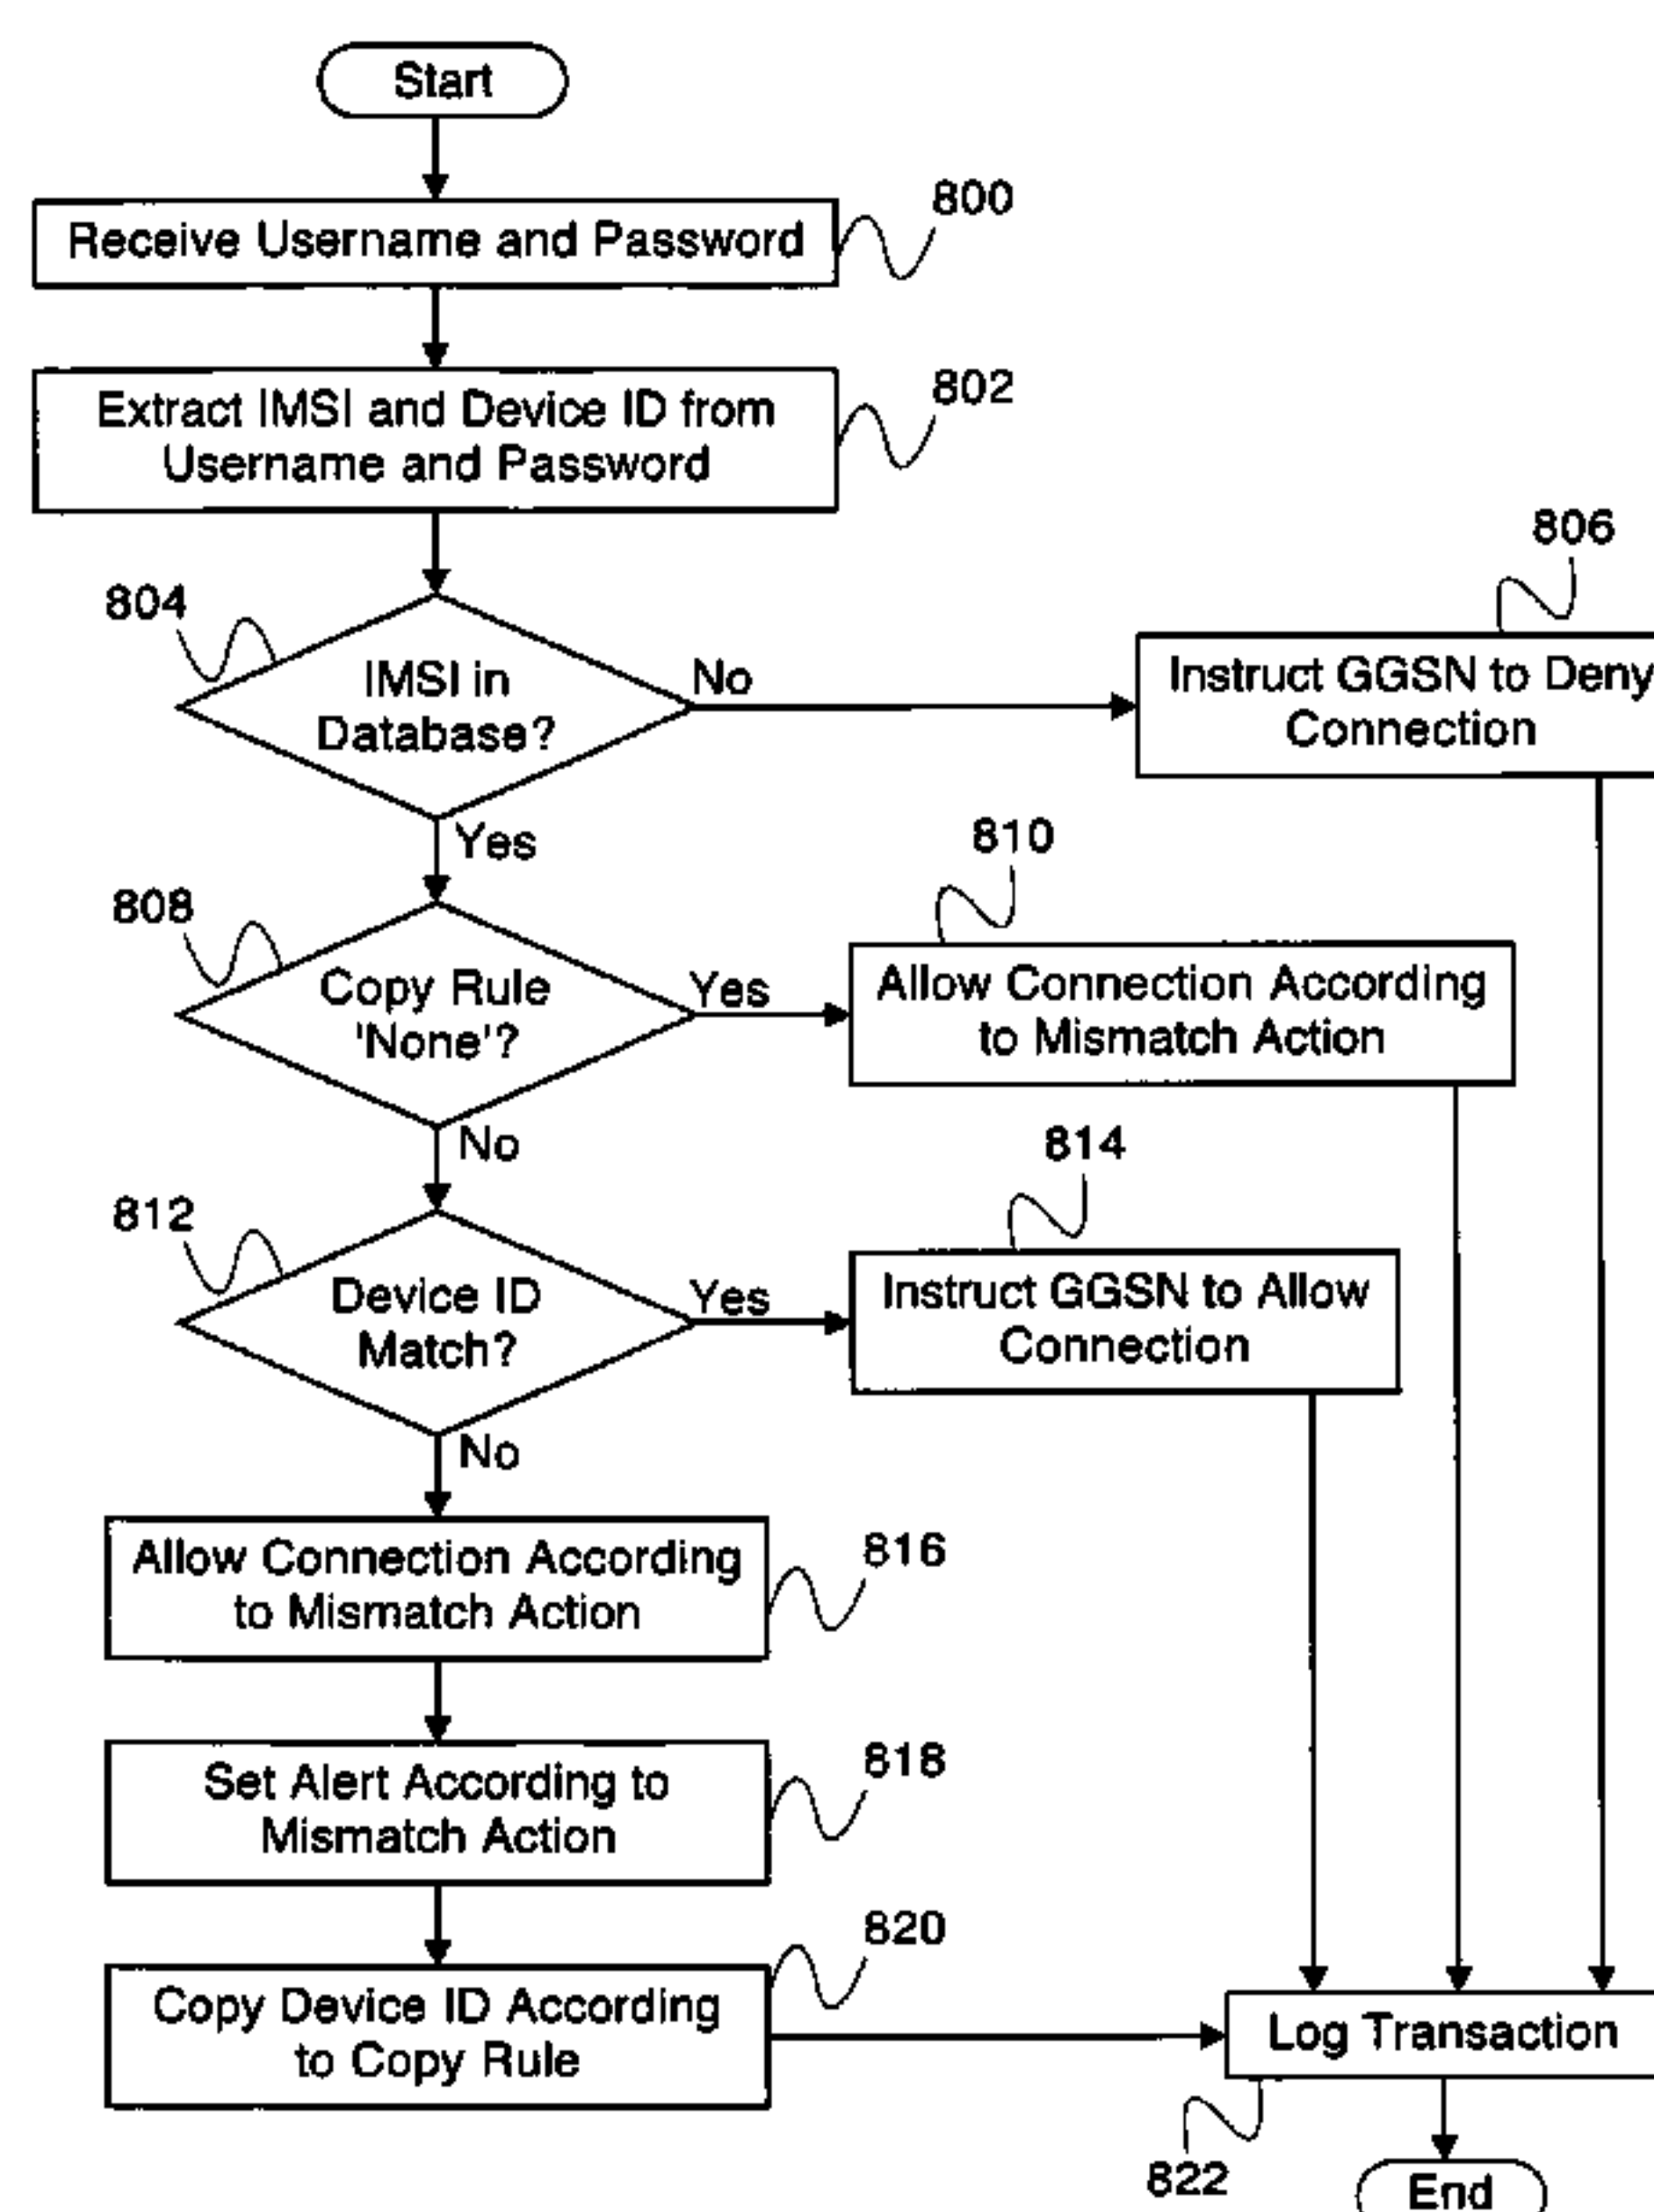 Start
800
Receive Username and Password
802
Extract IMSI and Device ID from
Username and Password
804
IMSI in
Database?
No
806
Instruct GGSN to Deny
Connection
Yes
808
Copy Rule
'None'?
Yes
810
Allow Connection According
to Mismatch Action
No
812
Device ID
Match?
Yes
814
Instruct GGSN to Allow
Connection
No
Allow Connection According
to Mismatch Action
816
Set Alert According to
Mismatch Action
818
Copy Device ID According
to Copy Rule
820
Log Transaction
822
End